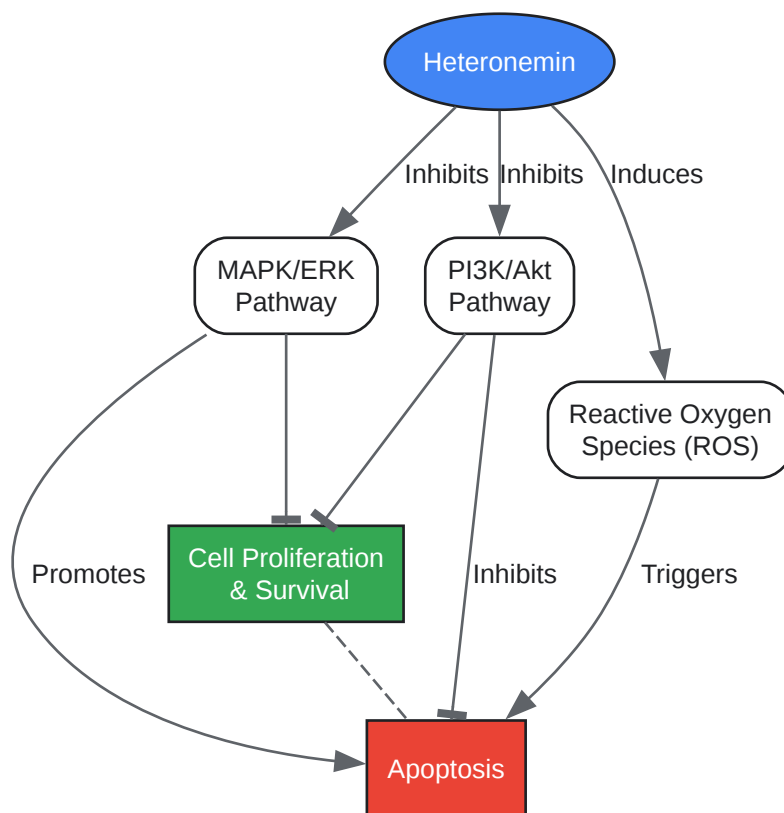 Heteronemin
Inhibits
Inhibits
Induces
MAPK/ERK
Pathway
PI3K/Akt
Pathway
Reactive Oxygen
Species (ROS)
Promotes
Cell Proliferation
& Survival
Inhibits
Triggers
Apoptosis